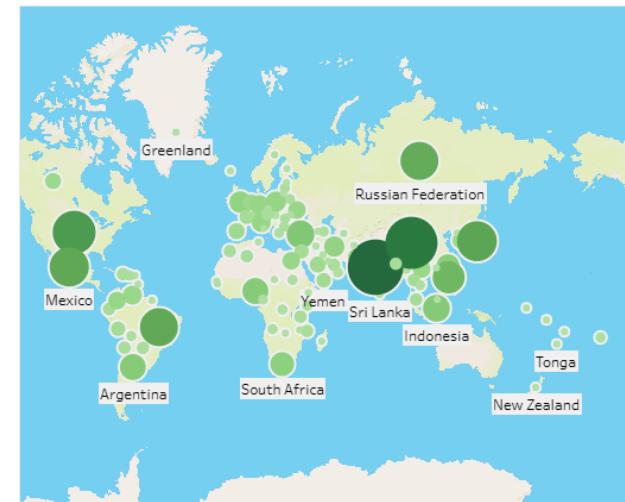 Greenland
Russian Federation
Mexico
Yemen
Sri Lanka
Indonesia
Tonga
Argentina
South Africa
New Zealand